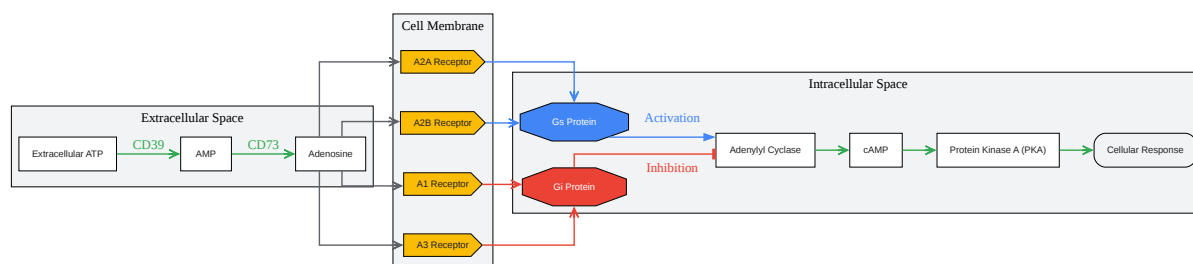 Cell Membrane
A2A Receptor
Intracellular Space
Extracellular Space
A2B Receptor
Gs Protein
Activation
Extracellular ATP
CD39
AMP
CD73
Adenosine
Adenylyl Cyclase
cAMP
Protein Kinase A (PKA)
Cellular Response
Inhibition
A1 Receptor
Gi Protein
A3 Receptor